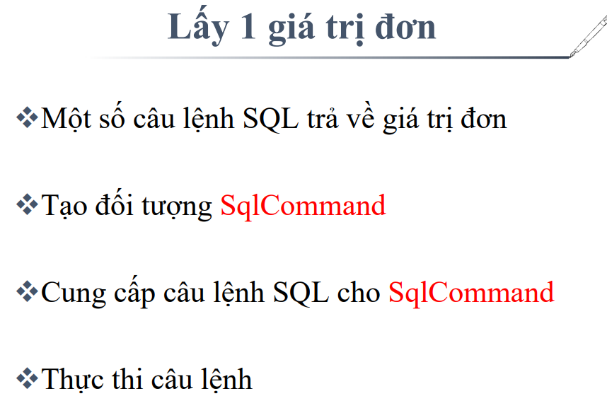 Lấy 1 giá trị đơn
❖Một số câu lệnh SQL trả về giá trị đơn
❖Tạo đối tượng SqlCommand
❖Cung cấp câu lệnh SQL cho SqlCommand
❖Thực thi câu lệnh